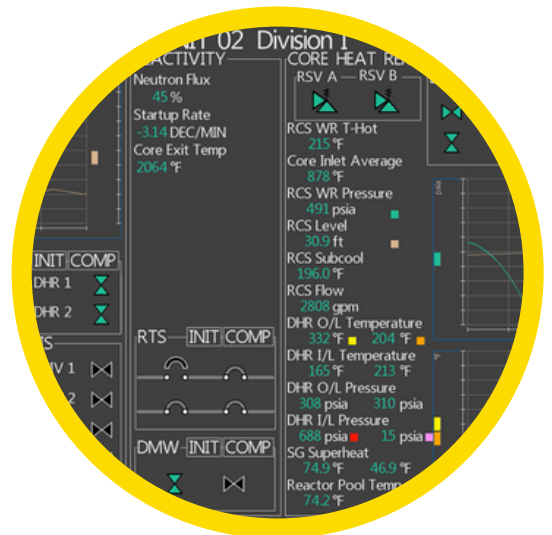 02 Division I
CORE HEAT
Neutron Flux
45 %
Startup Rate
-3.14 DEC/MIN
Core Exit Temp
2064 °F
RSV A
RSV B
RCS WR T-Hot
215 °F
Core Inlet Average
878 °F
RCS WR Pressure
491 psia
RCS Level
30.9 ft
RCS Subcool
196.0 °F
RCS Flow
2808 gpm
DHR O/L Temperature
332 °F 204 °F
DHR I/L Temperature
165 °F 213 °F
DHR O/L Pressure
308 psia 310 psia
DHR I/L Pressure
688 psia 15 psia
SG Superheat
74.9 °F 46.9 °F
Reactor Pool Temp
74.2 °F
INIT COMP
DHR 1
DHR 2
V 1
2
RTS INIT COMP
DMW INIT COMP
psia
°F